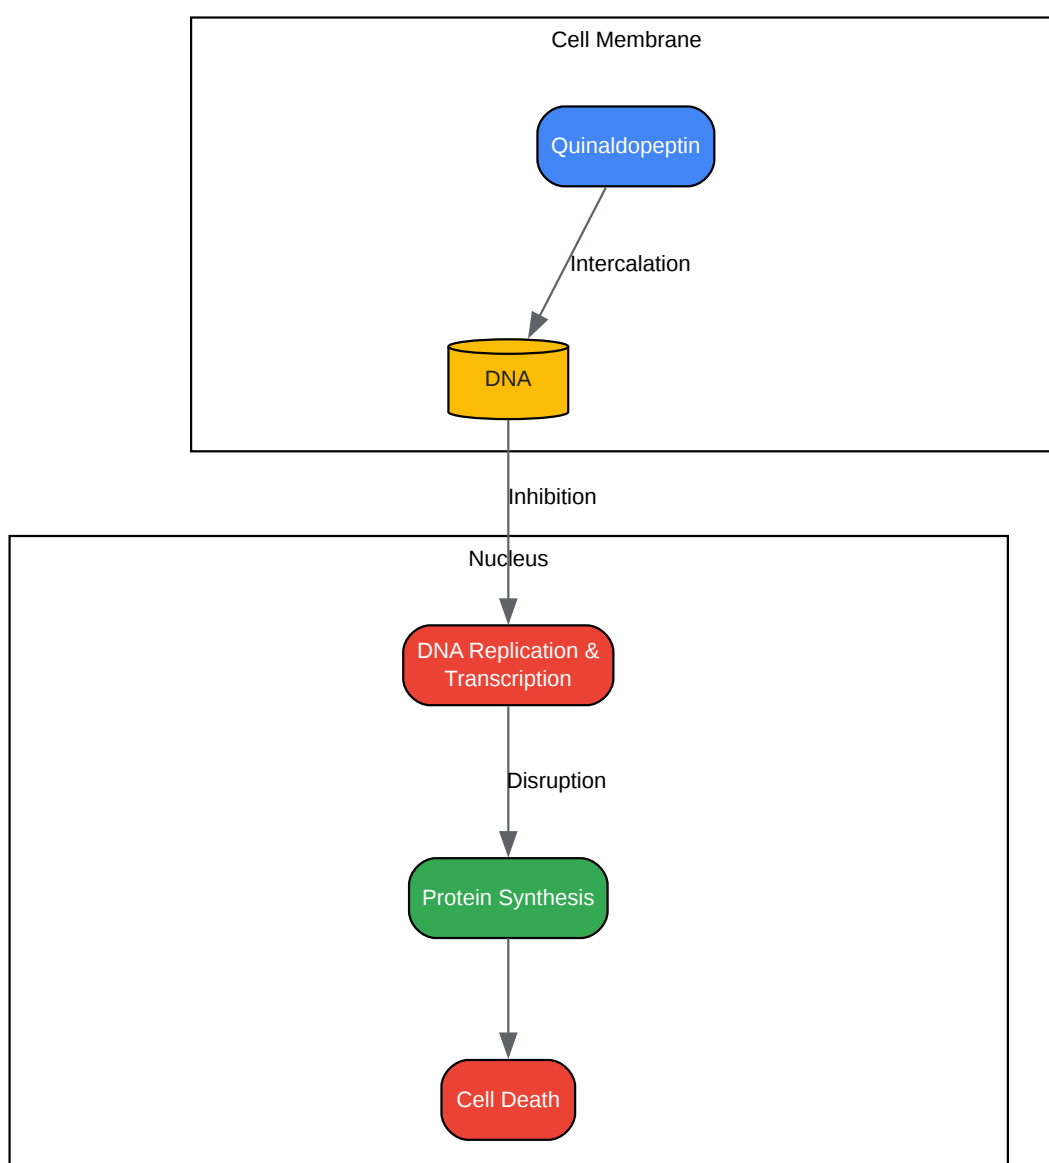 Cell Membrane
Quinaldopeptin
Intercalation
DNA
Inhibition
Nucleus
DNA Replication &
Transcription
Disruption
Protein Synthesis
Cell Death